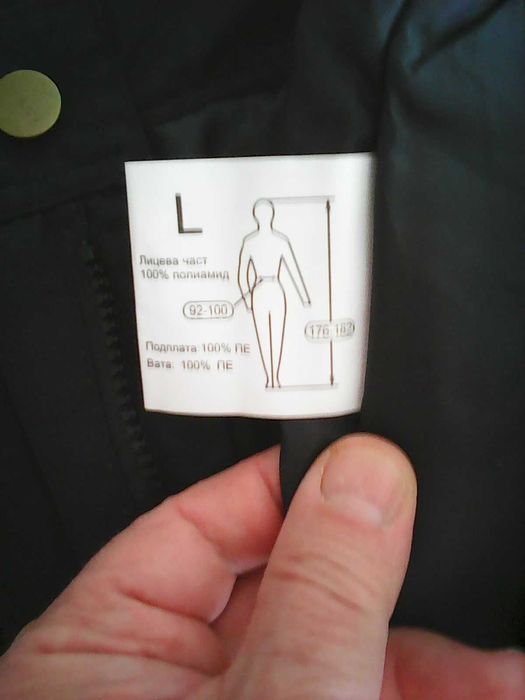 L
Лицева част
100% полиамид
92-100
176-182
Подплата: 100% ПЕ
Вата: 100% ПЕ